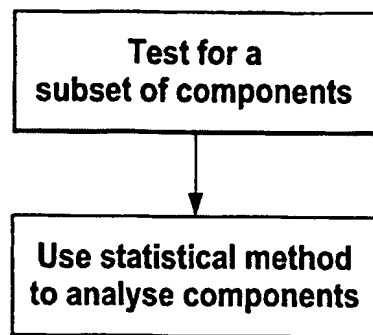 Test for a
subset of components
Use statistical method
to analyse components